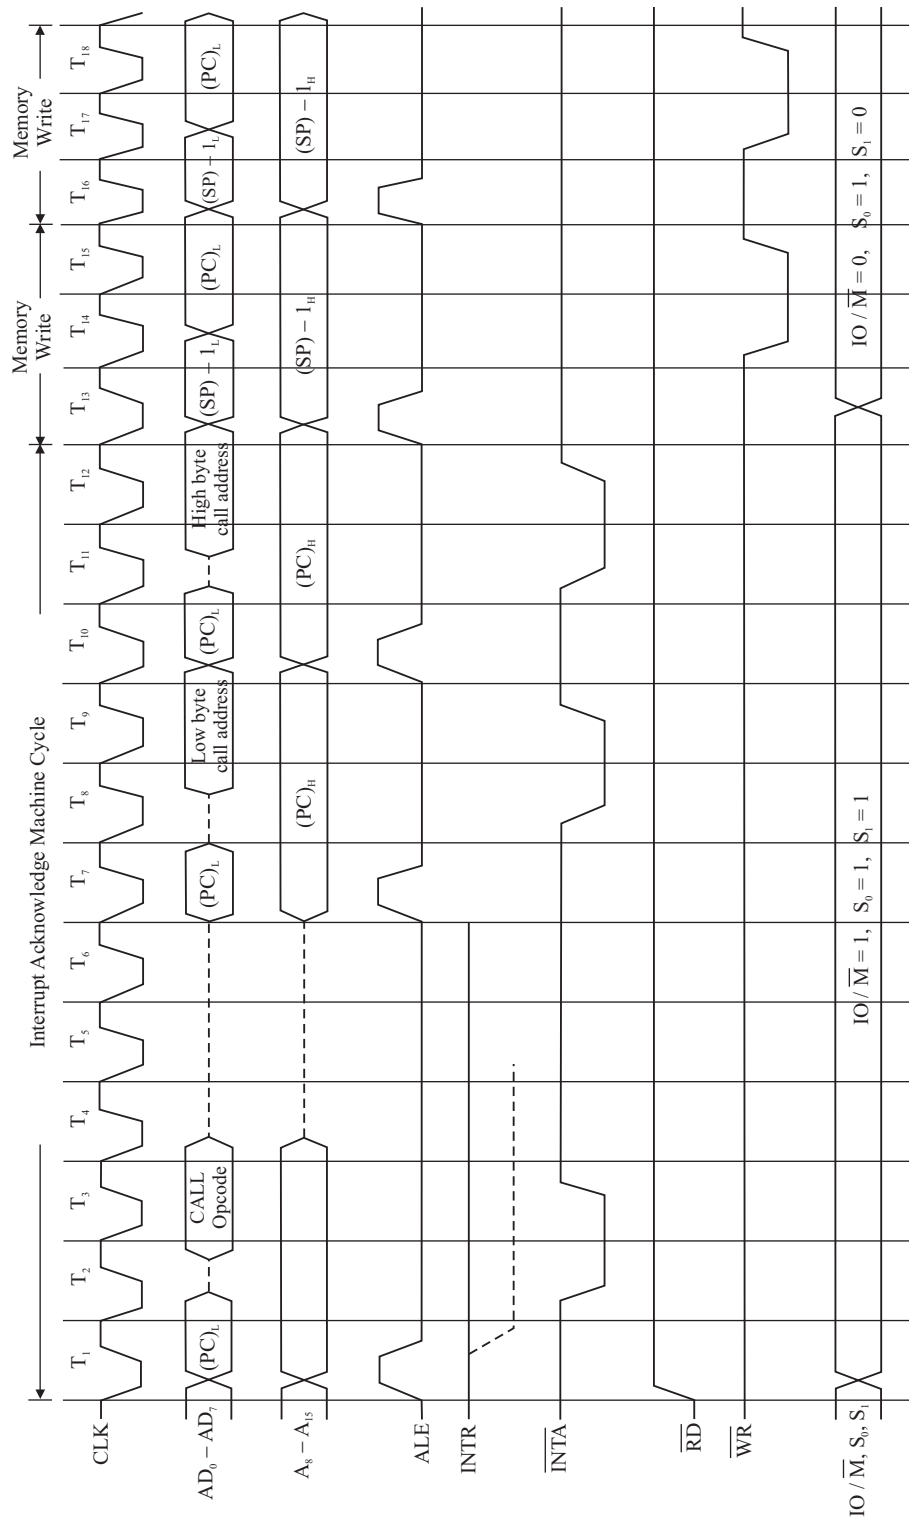 Interrupt Acknowledge Machine Cycle
Memory Write
Memory Write
T₁ T₂ T₃ T₄ T₅ T₆ T₇ T₈ T₉ T₁₀ T₁₁ T₁₂ T₁₃ T₁₄ T₁₅ T₁₆ T₁₇ T₁₈
CLK
AD₀ – AD₇
(PC)L
CALL
Opcode
(PC)L
Low byte
call address
(PC)L
High byte
call address
(SP) – 1L
(PC)L
(SP) – 1L
(PC)L
A₈ – A₁₅
(PC)H
(PC)H
(SP) – 1H
(SP) – 1H
ALE
INTR
I̅N̅T̅A̅
R̅D̅
W̅R̅
IO / M̅, S₀, S₁
IO / M̅ = 1, S₀ = 1, S₁ = 1
IO / M̅ = 0, S₀ = 1, S₁ = 0